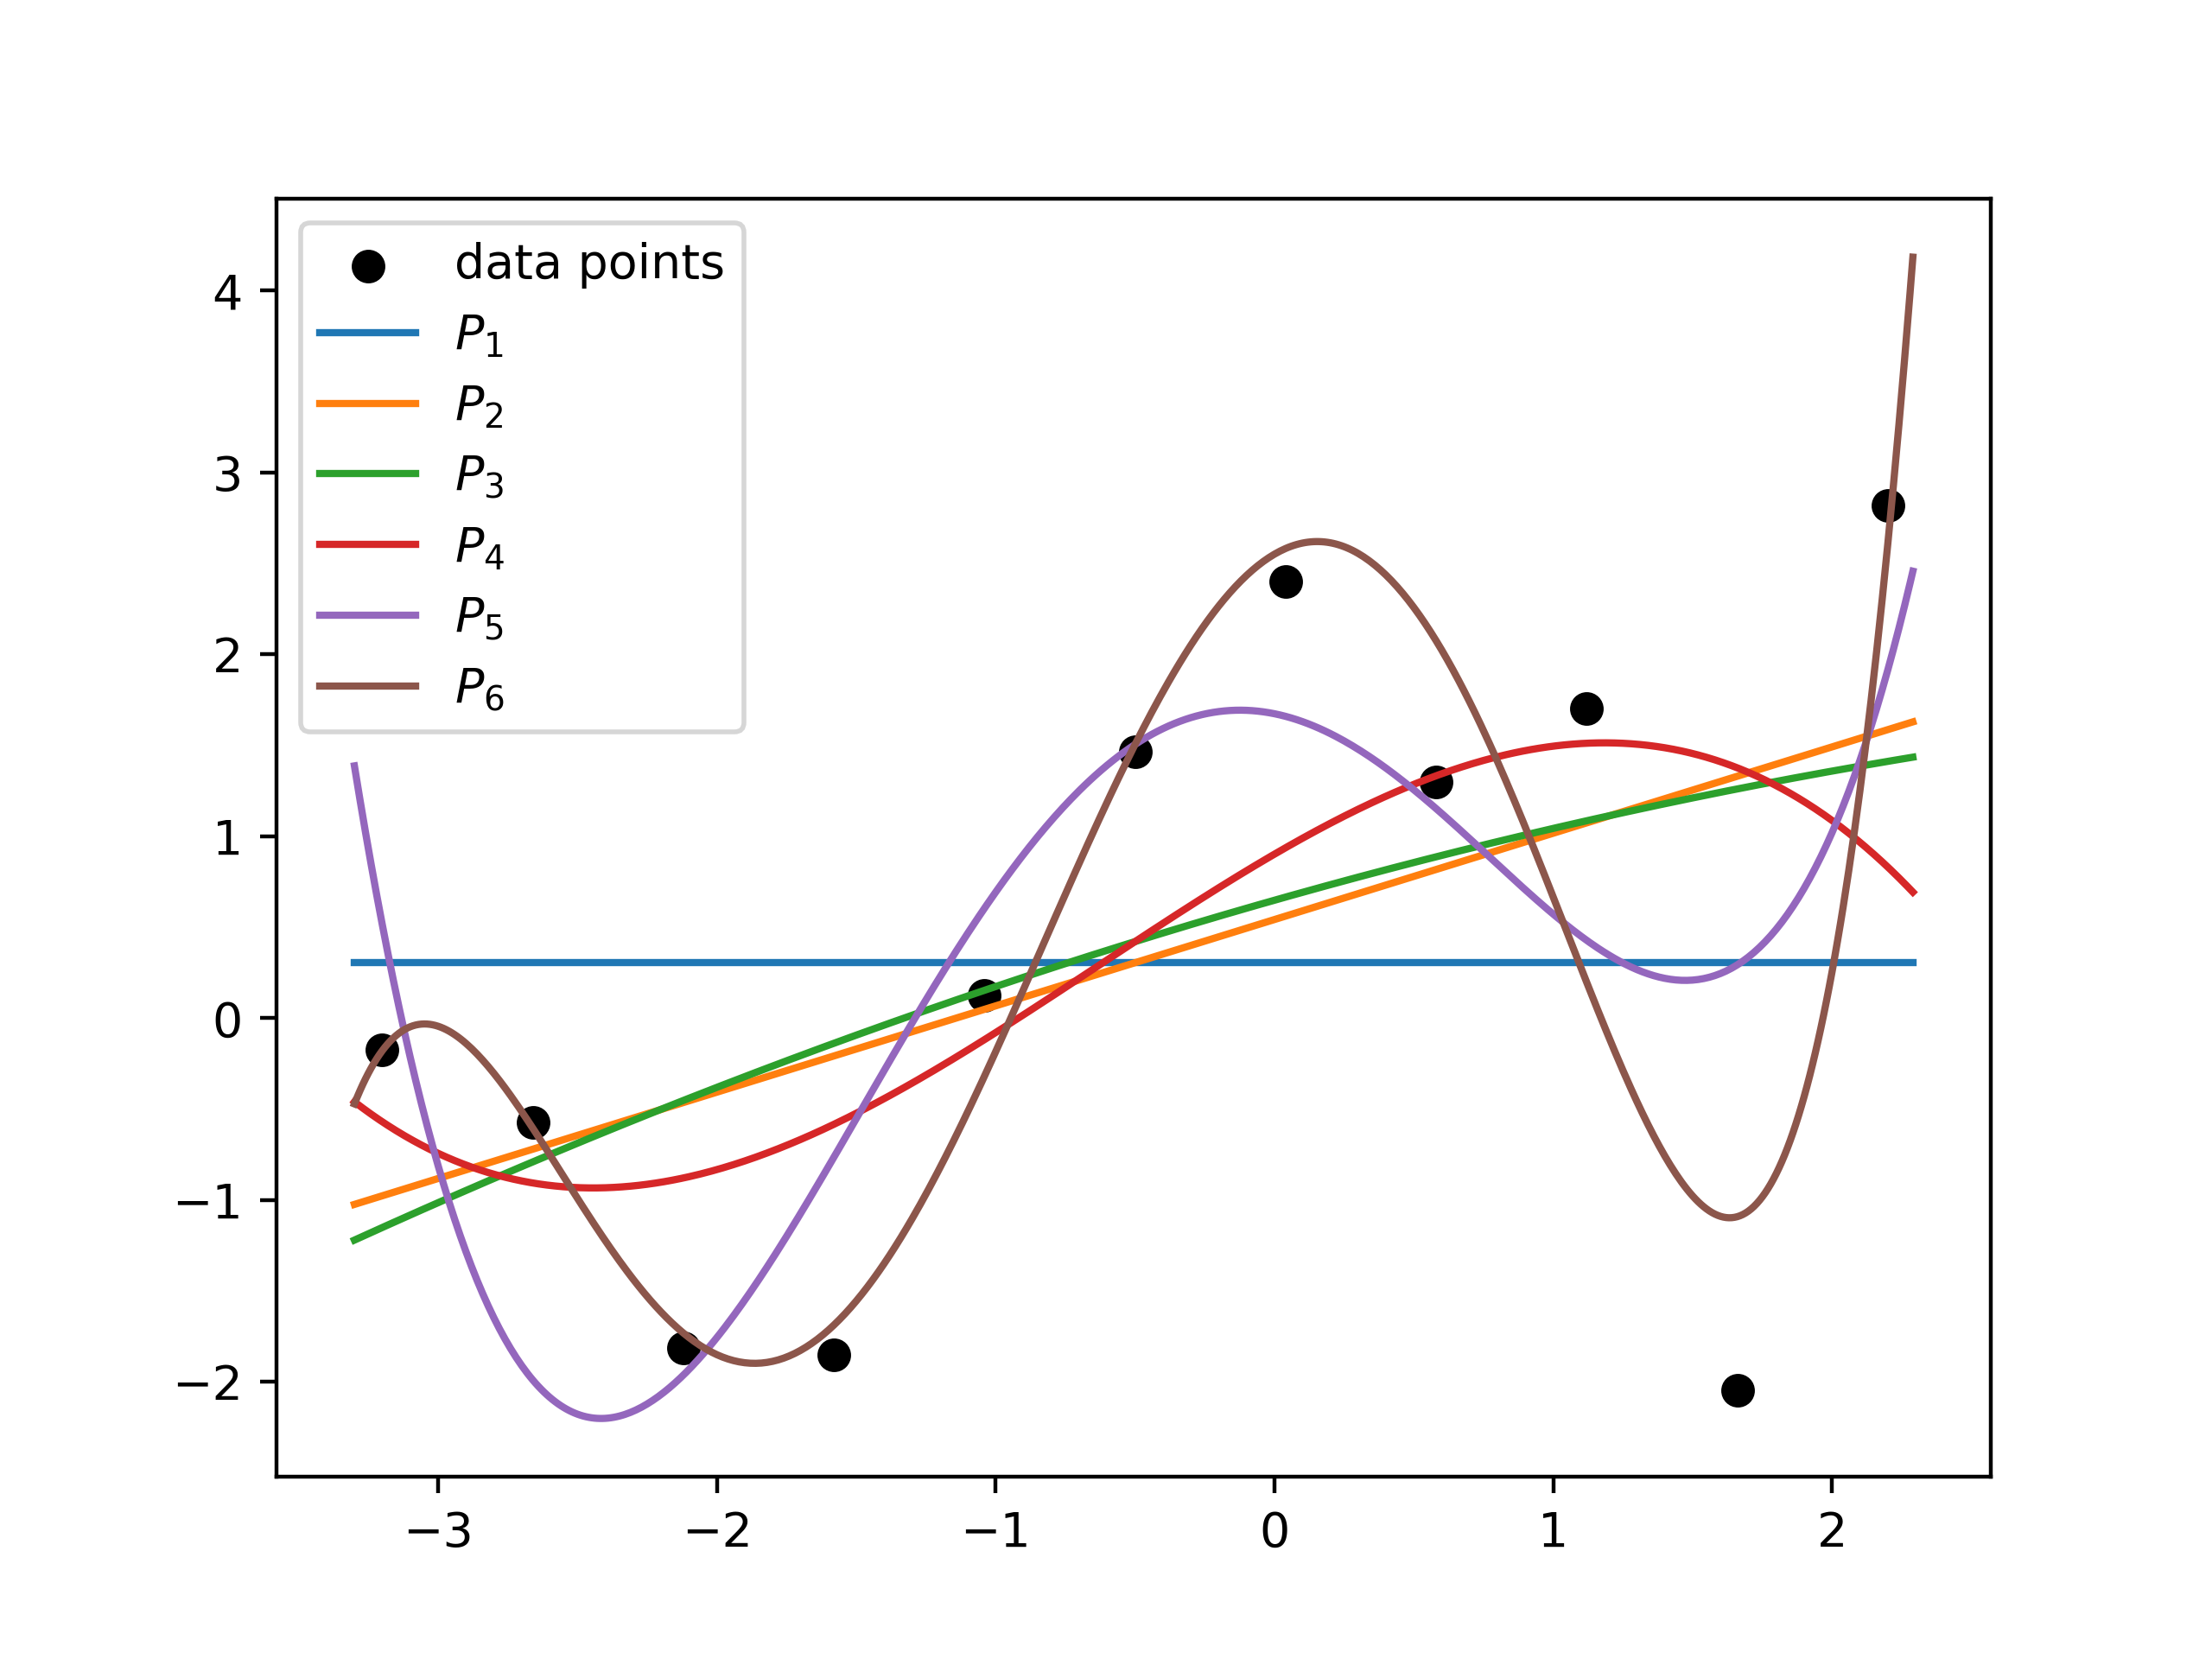 data points
P₁
P₂
P₃
P₄
P₅
P₆
4
3
2
1
0
−1
−2
−3 −2 −1 0 1 2